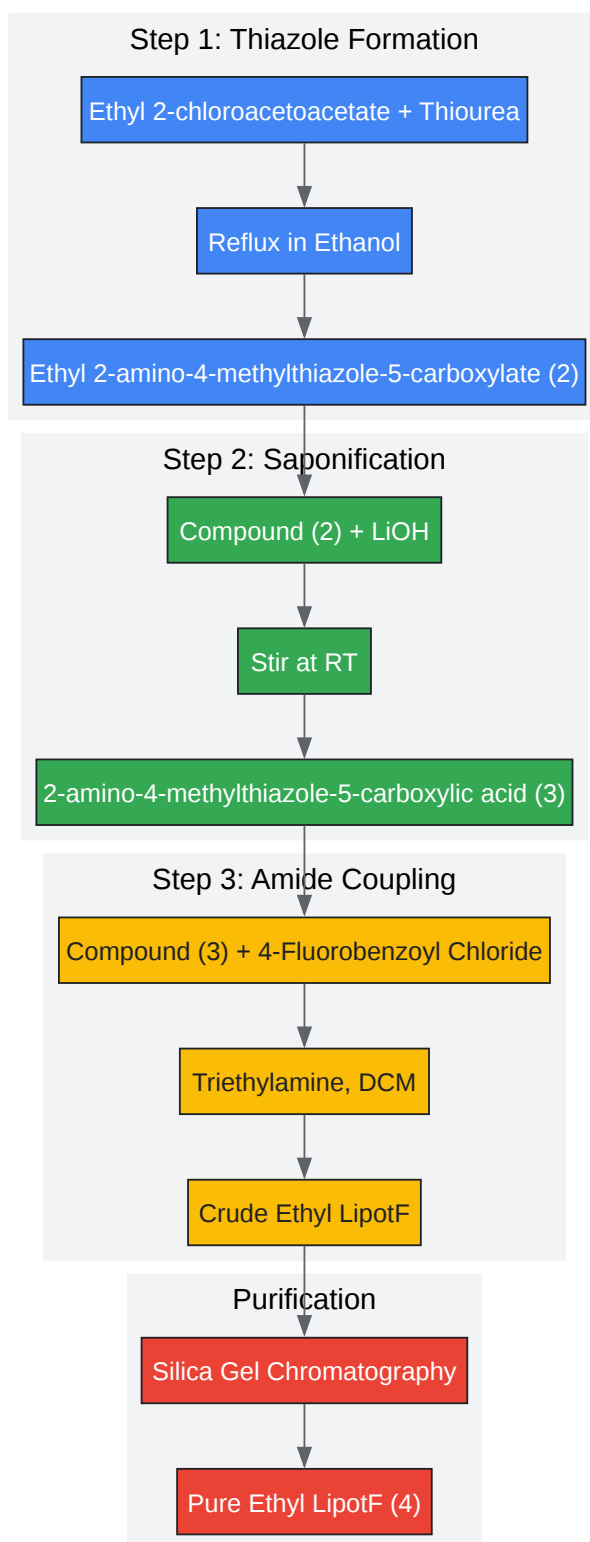 Step 1: Thiazole Formation
Ethyl 2-chloroacetoacetate + Thiourea
Reflux in Ethanol
Ethyl 2-amino-4-methylthiazole-5-carboxylate (2)
Step 2: Saponification
Compound (2) + LiOH
Stir at RT
2-amino-4-methylthiazole-5-carboxylic acid (3)
Step 3: Amide Coupling
Compound (3) + 4-Fluorobenzoyl Chloride
Triethylamine, DCM
Crude Ethyl LipotF
Purification
Silica Gel Chromatography
Pure Ethyl LipotF (4)